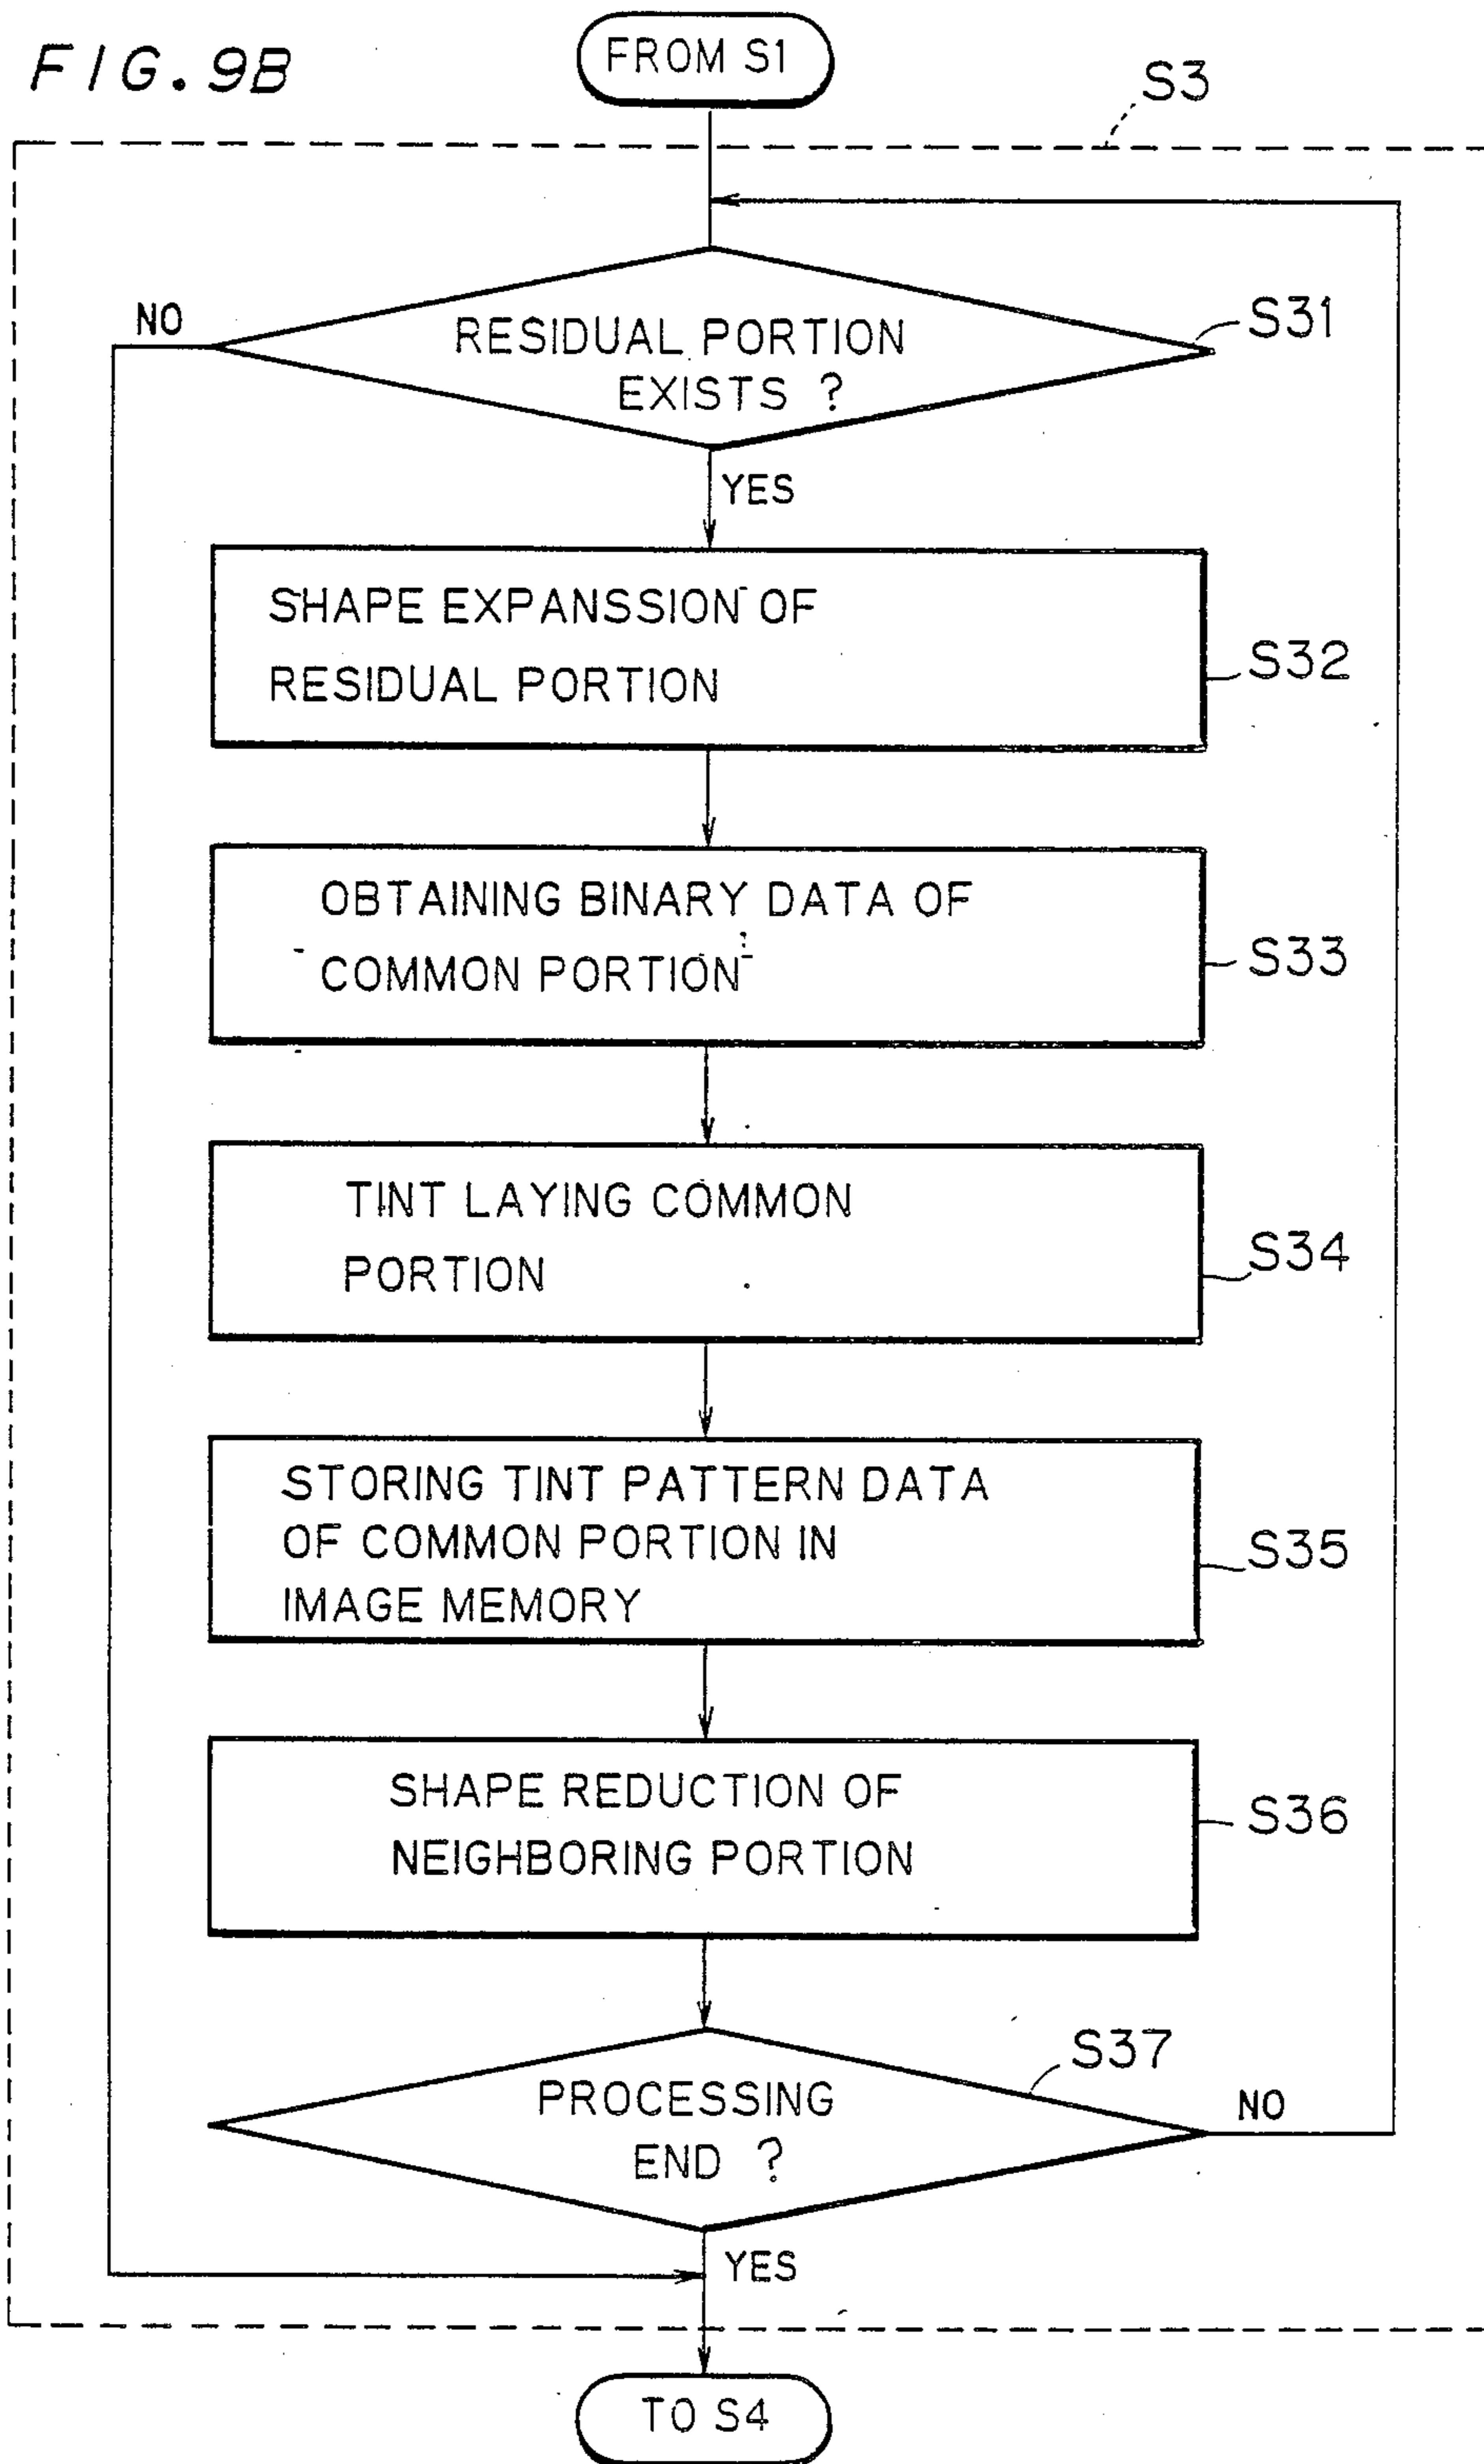 FIG. 9B
FROM S1
S3
NO
RESIDUAL PORTION
EXISTS ?
S31
YES
SHAPE EXPANSSION OF
RESIDUAL PORTION
S32
OBTAINING BINARY DATA OF
COMMON PORTION
S33
TINT LAYING COMMON
PORTION
S34
STORING TINT PATTERN DATA
OF COMMON PORTION IN
IMAGE MEMORY
S35
SHAPE REDUCTION OF
NEIGHBORING PORTION
S36
S37
PROCESSING
END ?
NO
YES
TO S4